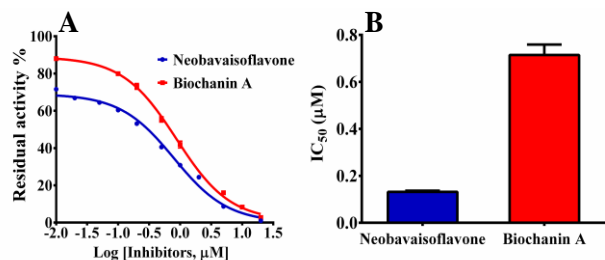 A
Residual activity %
100
80
60
40
20
0
-2.0 -1.5 -1.0 -0.5 0.0 0.5 1.0 1.5
Log [Inhibitors, μM]
Neobavaisoflavone
Biochanin A
B
IC50 (μM)
0.8
0.6
0.4
0.2
0.0
Neobavaisoflavone Biochanin A